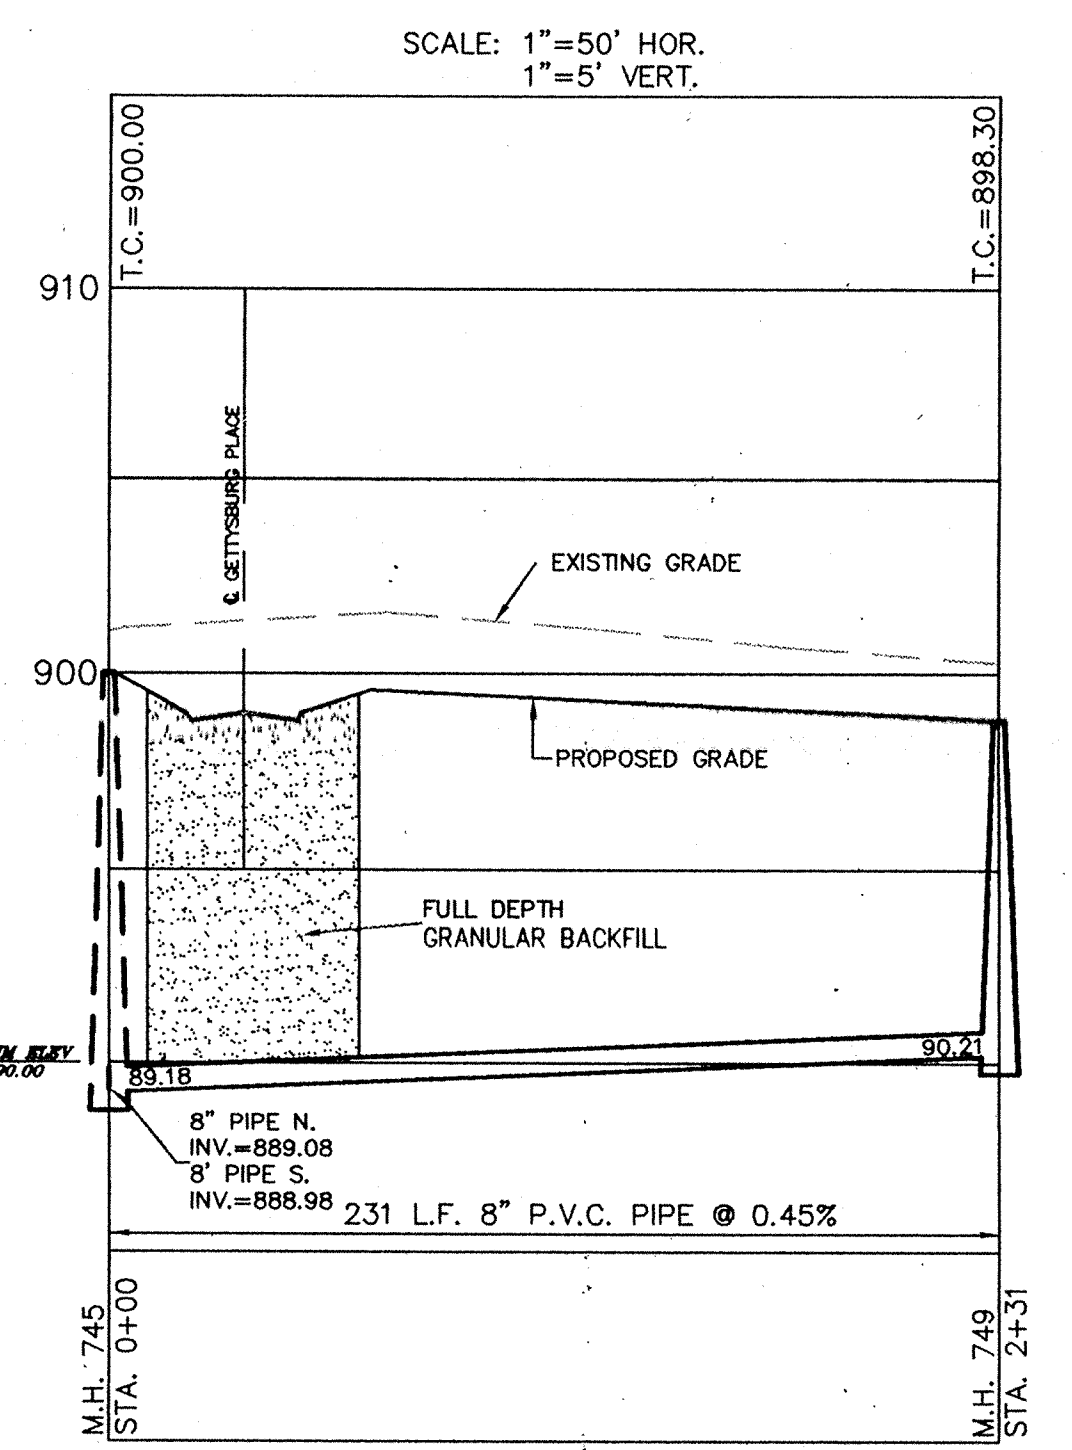 SCALE: 1"=50' HOR.
1"=5' VERT.
T.C.=900.00
T.C.=898.30
910
℄ GETTYSBURG PLACE
EXISTING GRADE
900
PROPOSED GRADE
FULL DEPTH
GRANULAR BACKFILL
ELEV
90.21
89.18
8" PIPE N.
INV.=889.08
8' PIPE S.
INV.=888.98
231 L.F. 8" P.V.C. PIPE @ 0.45%
M.H. 745
STA. 0+00
M.H. 749
STA. 2+31